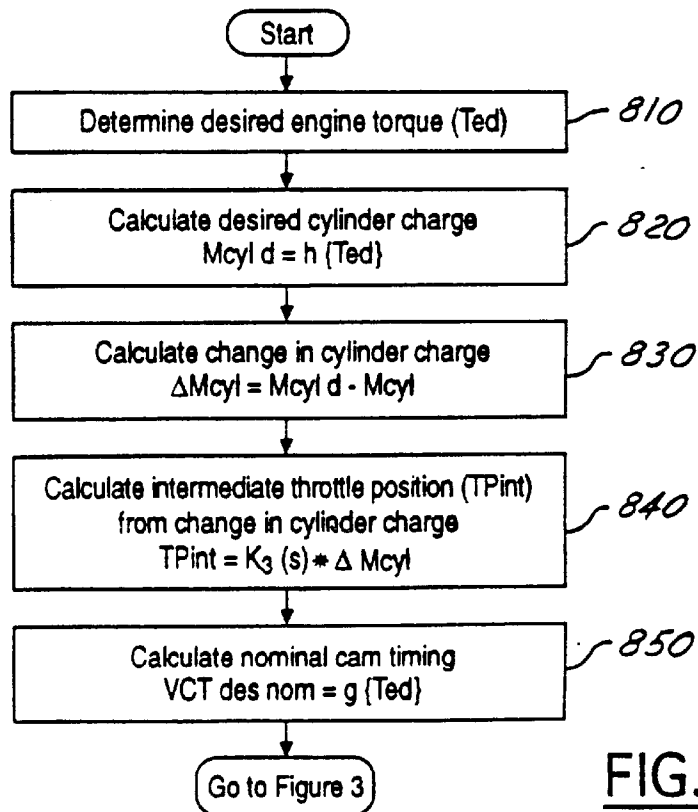 Start
Determine desired engine torque (Ted)
810
Calculate desired cylinder charge
Mcyl d = h {Ted}
820
Calculate change in cylinder charge
ΔMcyl = Mcyl d - Mcyl
830
Calculate intermediate throttle position (TPint)
from change in cylinder charge
TPint = K₃ (s) * Δ Mcyl
840
Calculate nominal cam timing
VCT des nom = g {Ted}
850
Go to Figure 3
FIG.